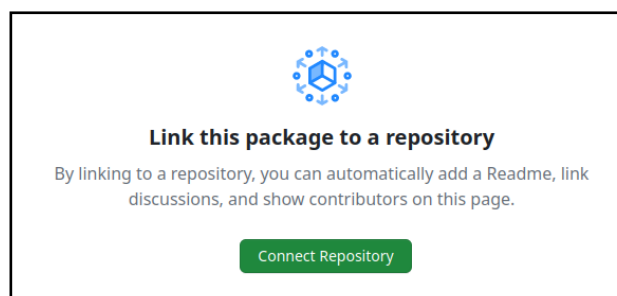 Link this package to a repository
By linking to a repository, you can automatically add a Readme, link
discussions, and show contributors on this page.
Connect Repository